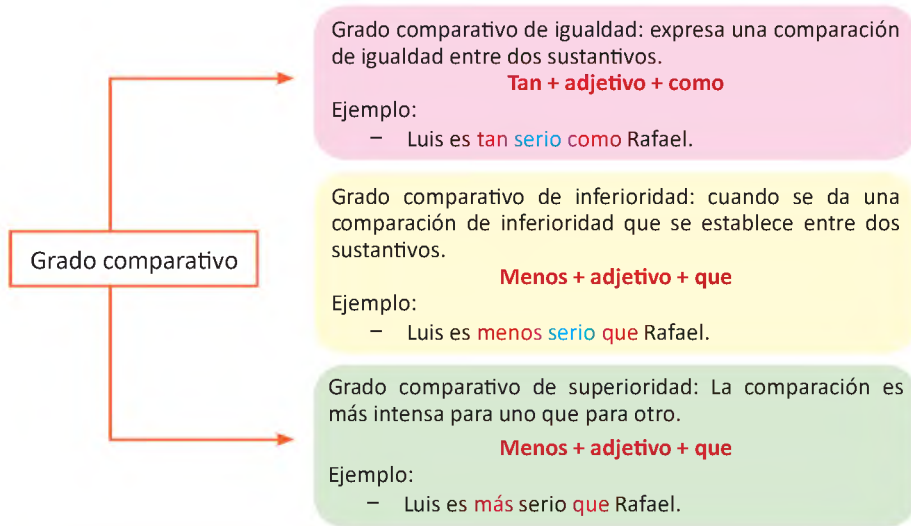 Grado comparativo
Grado comparativo de igualdad: expresa una comparación
de igualdad entre dos sustantivos.
Tan + adjetivo + como
Ejemplo:
– Luis es tan serio como Rafael.
Grado comparativo de inferioridad: cuando se da una
comparación de inferioridad que se establece entre dos
sustantivos.
Menos + adjetivo + que
Ejemplo:
– Luis es menos serio que Rafael.
Grado comparativo de superioridad: La comparación es
más intensa para uno que para otro.
Menos + adjetivo + que
Ejemplo:
– Luis es más serio que Rafael.